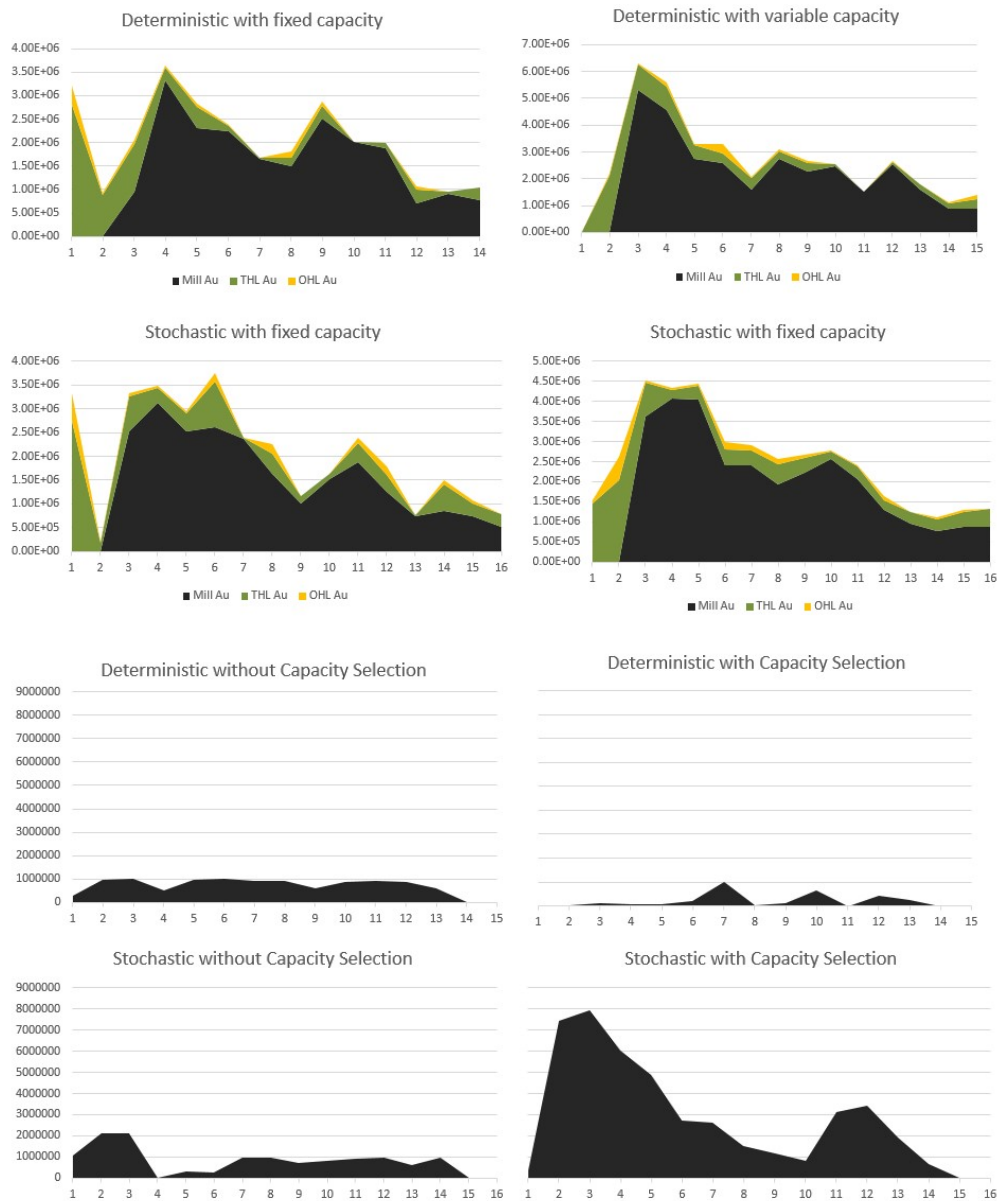 Deterministic with fixed capacity
4.00E+06
3.50E+06
3.00E+06
2.50E+06
2.00E+06
1.50E+06
1.00E+06
5.00E+05
0.00E+00
1 2 3 4 5 6 7 8 9 10 11 12 13 14
Mill Au THL Au OHL Au
Deterministic with variable capacity
7.00E+06
6.00E+06
5.00E+06
4.00E+06
3.00E+06
2.00E+06
1.00E+06
0.00E+00
1 2 3 4 5 6 7 8 9 10 11 12 13 14 15
Mill Au THL Au OHL Au
Stochastic with fixed capacity
4.00E+06
3.50E+06
3.00E+06
2.50E+06
2.00E+06
1.50E+06
1.00E+06
5.00E+05
0.00E+00
1 2 3 4 5 6 7 8 9 10 11 12 13 14 15 16
Mill Au THL Au OHL Au
Stochastic with fixed capacity
5.00E+06
4.50E+06
4.00E+06
3.50E+06
3.00E+06
2.50E+06
2.00E+06
1.50E+06
1.00E+06
5.00E+05
0.00E+00
1 2 3 4 5 6 7 8 9 10 11 12 13 14 15 16
Mill Au THL Au OHL Au
Deterministic without Capacity Selection
9000000
8000000
7000000
6000000
5000000
4000000
3000000
2000000
1000000
0
1 2 3 4 5 6 7 8 9 10 11 12 13 14 15
Deterministic with Capacity Selection
1 2 3 4 5 6 7 8 9 10 11 12 13 14 15
Stochastic without Capacity Selection
9000000
8000000
7000000
6000000
5000000
4000000
3000000
2000000
1000000
0
1 2 3 4 5 6 7 8 9 10 11 12 13 14 15 16
Stochastic with Capacity Selection
1 2 3 4 5 6 7 8 9 10 11 12 13 14 15 16